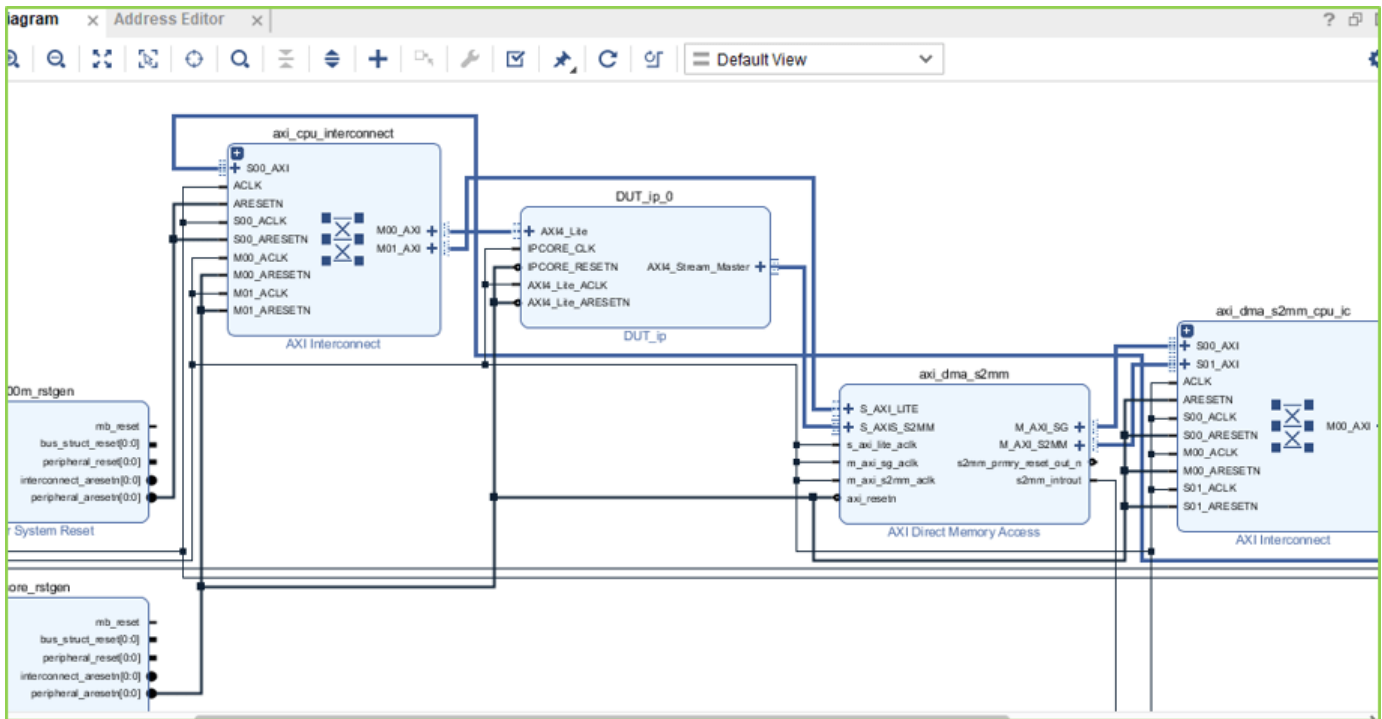 iagram
Address Editor
Default View
axi_cpu_interconnect
S00_AXI
ACLK
ARESETN
S00_ACLK
S00_ARESETN
M00_ACLK
M00_ARESETN
M01_ACLK
M01_ARESETN
M00_AXI
M01_AXI
AXI Interconnect
DUT_ip_0
AXI4_Lite
IPCORE_CLK
IPCORE_RESETN
AXI4_Lite_ACLK
AXI4_Lite_ARESETN
AXI4_Stream_Master
DUT_ip
axi_dma_s2mm
S_AXI_LITE
S_AXIS_S2MM
s_axi_lite_aclk
m_axi_sg_aclk
m_axi_s2mm_aclk
axi_resetn
M_AXI_SG
M_AXI_S2MM
s2mm_prmry_reset_out_n
s2mm_introut
AXI Direct Memory Access
axi_dma_s2mm_cpu_ic
S00_AXI
S01_AXI
ACLK
ARESETN
S00_ACLK
S00_ARESETN
M00_ACLK
M00_ARESETN
S01_ACLK
S01_ARESETN
M00_AXI
AXI Interconnect
00m_rstgen
mb_reset
bus_struct_reset[0:0]
peripheral_reset[0:0]
interconnect_aresetn[0:0]
peripheral_aresetn[0:0]
r System Reset
ore_rstgen
mb_reset
bus_struct_reset[0:0]
peripheral_reset[0:0]
interconnect_aresetn[0:0]
peripheral_aresetn[0:0]